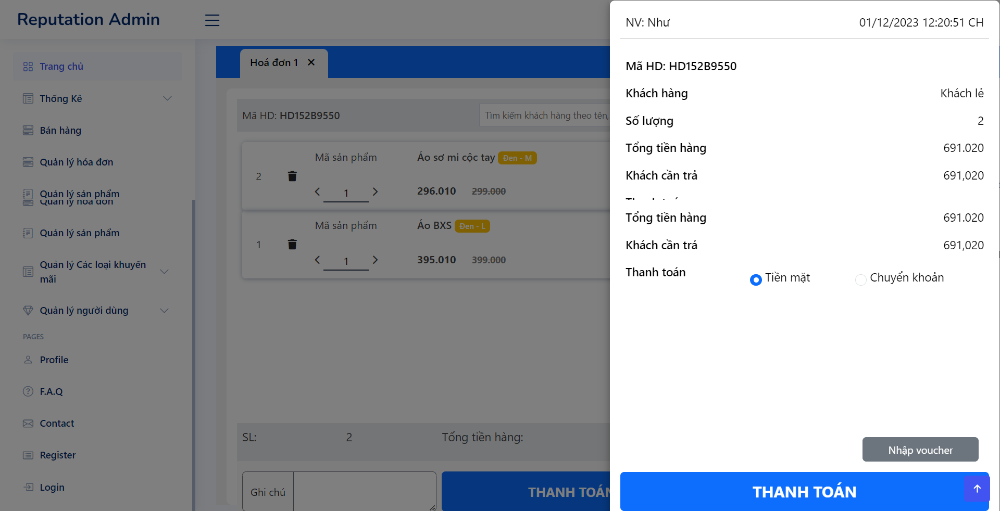 Reputation Admin
Trang chủ
Thống Kê
Bán hàng
Quản lý hóa đơn
Quản lý sản phẩm
Quản lý hóa đơn
Quản lý sản phẩm
Quản lý Các loại khuyến
mãi
Quản lý người dùng
PAGES
Profile
F.A.Q
Contact
Register
Login
Hoá đơn 1
Mã HD: HD152B9550
Tìm kiếm khách hàng theo tên,
2
Mã sản phẩm
Áo sơ mi cộc tay Đen - M
1
296.010 299.000
1
Mã sản phẩm
Áo BXS Đen - L
1
395.010 399.000
SL: 2 Tổng tiền hàng:
Ghi chú
THANH TOÁN
NV: Như 01/12/2023 12:20:51 CH
Mã HD: HD152B9550
Khách hàng Khách lẻ
Số lượng 2
Tổng tiền hàng 691.020
Khách cần trả 691,020
Tổng tiền hàng 691.020
Khách cần trả 691,020
Thanh toán Tiền mặt Chuyển khoản
Nhập voucher
THANH TOÁN